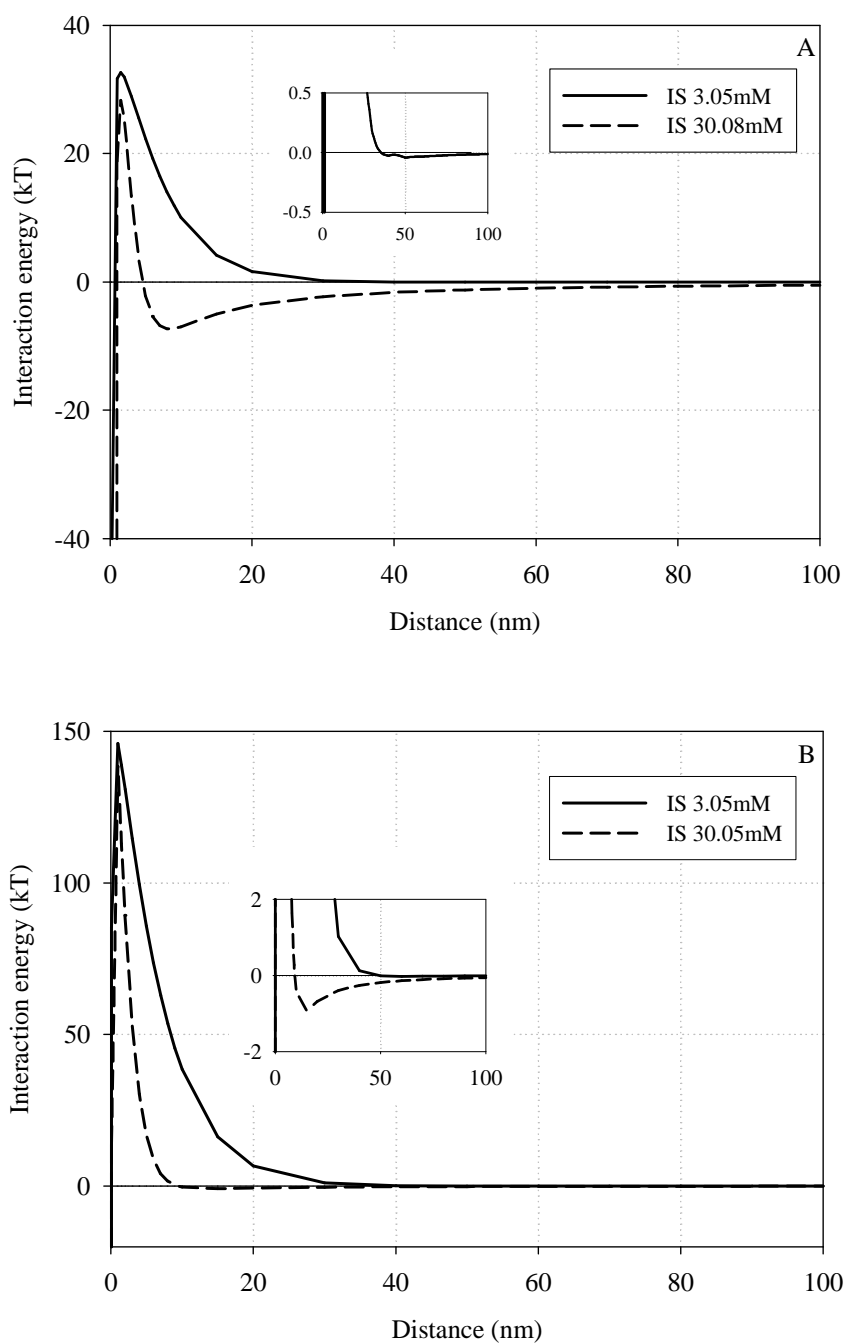 A
IS 3.05mM
IS 30.08mM
Interaction energy (kT)
40
20
0
-20
-40
0.5
0.0
-0.5
0 50 100
0 20 40 60 80 100
Distance (nm)
B
IS 3.05mM
IS 30.05mM
Interaction energy (kT)
150
100
50
0
2
0
-2
0 50 100
0 20 40 60 80 100
Distance (nm)